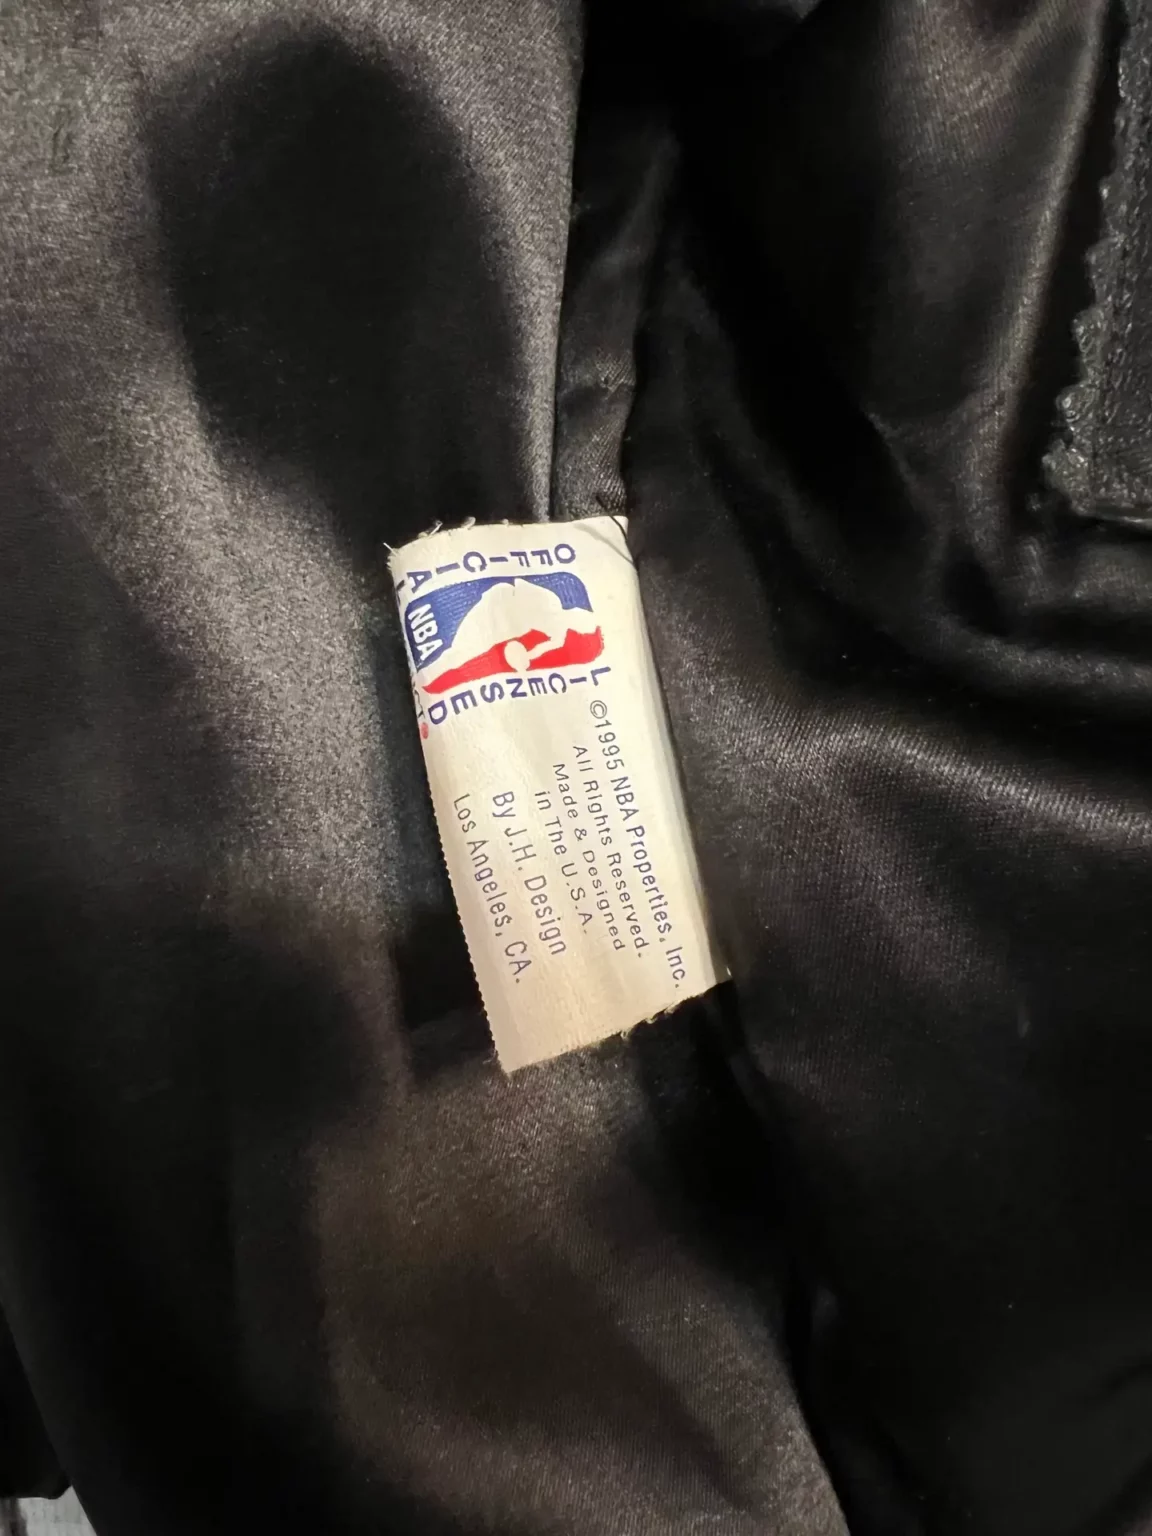 OFFICIAL
NBA
LICENSED
©1995 NBA Properties, Inc.
All Rights Reserved.
Made & Designed
in The U.S.A.
By J.H. Design
Los Angeles, CA.